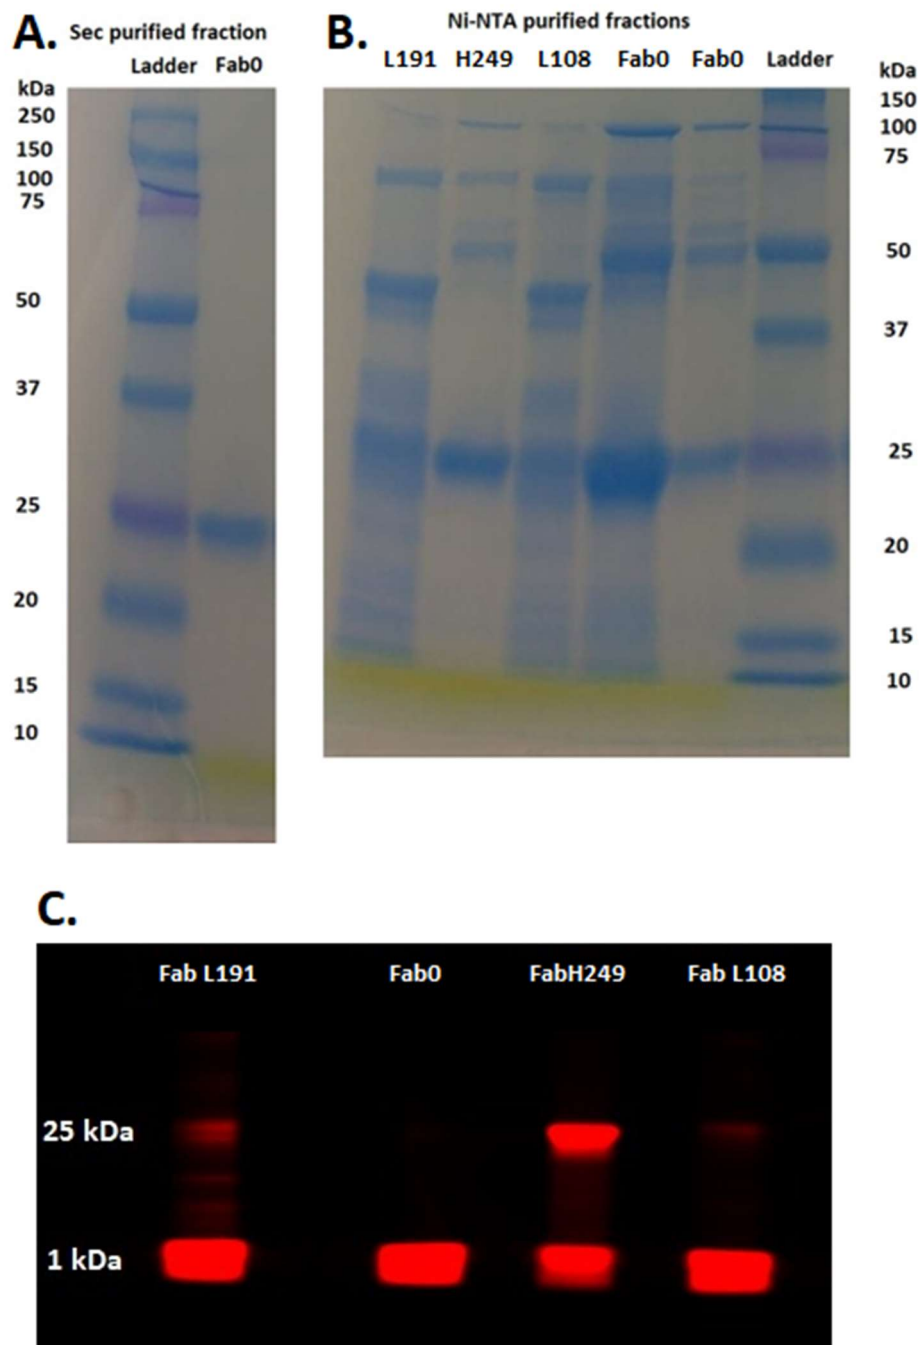 A. Sec purified fraction
Ladder Fab0
kDa
250
150
100
75
50
37
25
20
15
10
B. Ni-NTA purified fractions
L191 H249 L108 Fab0 Fab0 Ladder
kDa
150
100
75
50
37
25
20
15
10
C.
Fab L191 Fab0 FabH249 Fab L108
25 kDa
1 kDa